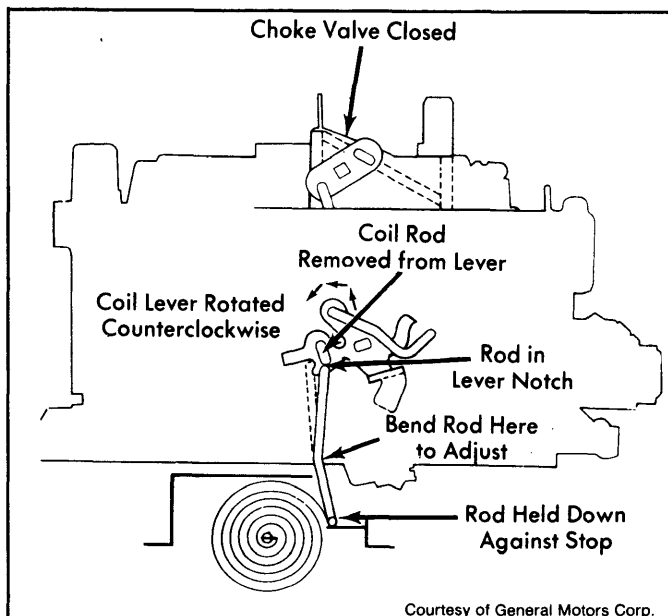 Choke Valve Closed
Coil Rod
Removed from Lever
Coil Lever Rotated
Counterclockwise
Rod in
Lever Notch
Bend Rod Here
to Adjust
Rod Held Down
Against Stop
Courtesy of General Motors Corp.